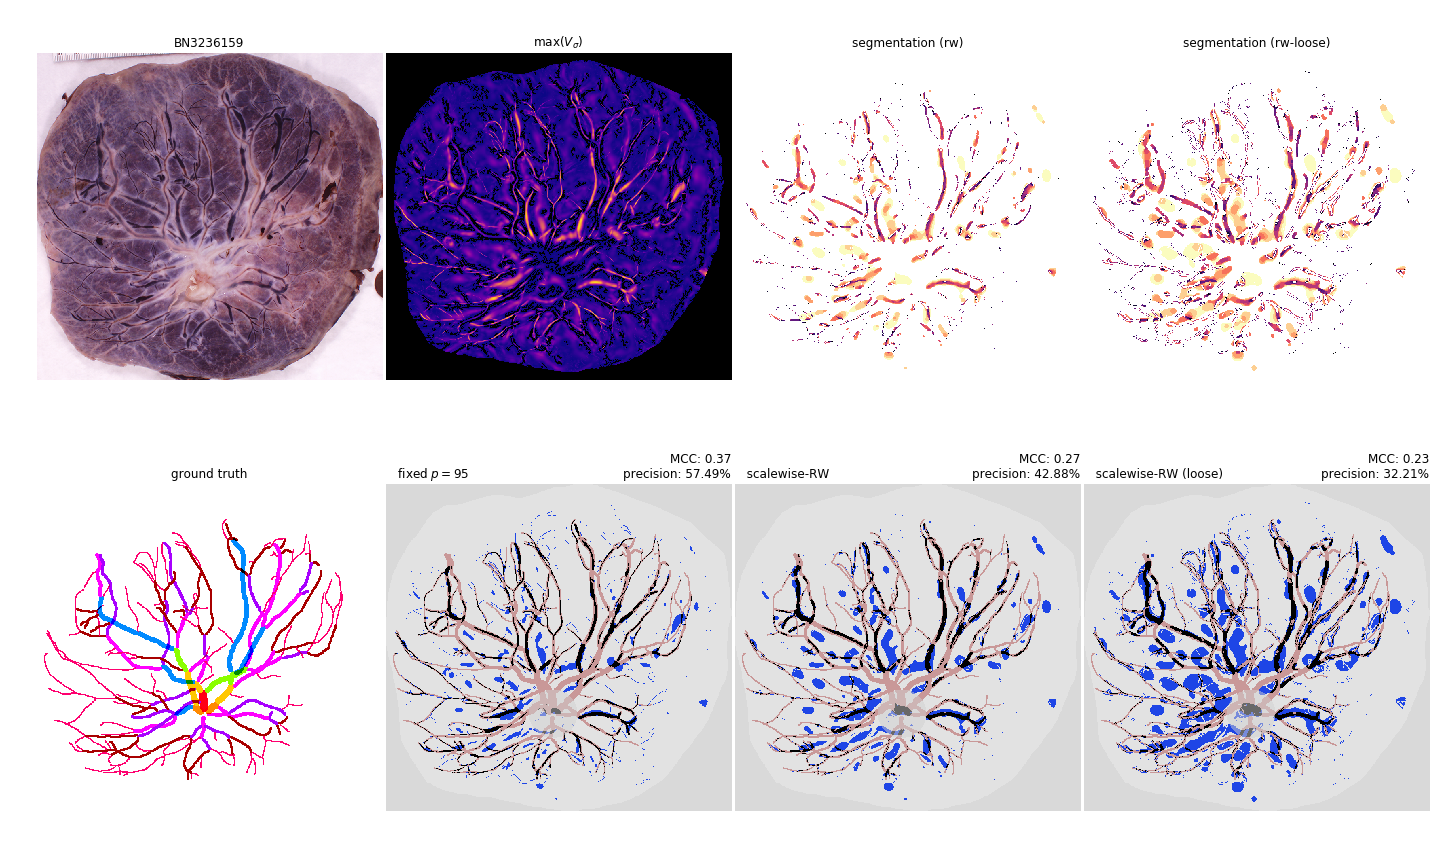 BN3236159
max(Vσ)
segmentation (rw)
segmentation (rw-loose)
ground truth
fixed p = 95
MCC: 0.37
precision: 57.49%
scalewise-RW
MCC: 0.27
precision: 42.88%
scalewise-RW (loose)
MCC: 0.23
precision: 32.21%